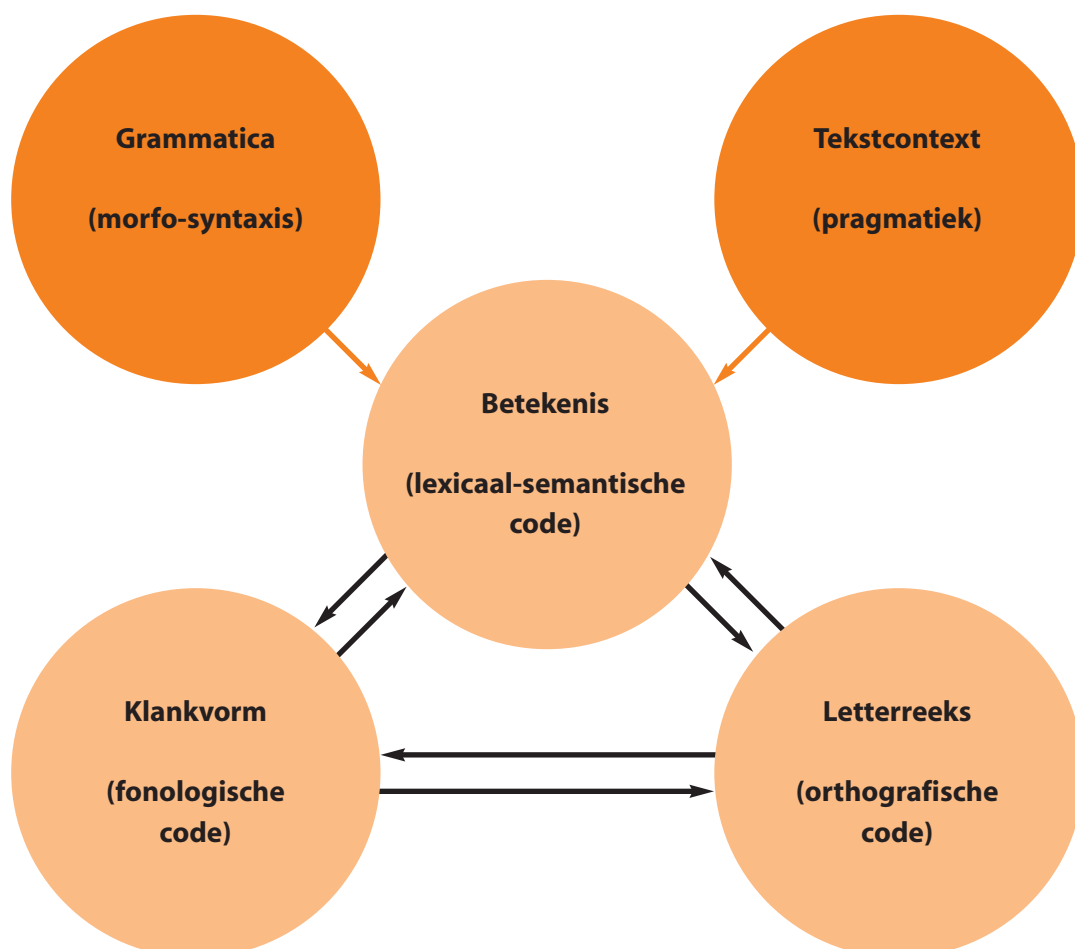 Grammatica
(morfo-syntaxis)
Tekstcontext
(pragmatiek)
Betekenis
(lexicaal-semantische
code)
Klankvorm
(fonologische
code)
Letterreeks
(orthografische
code)